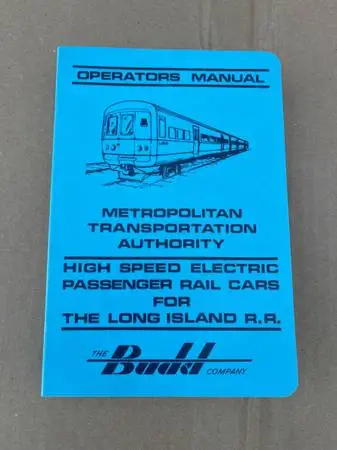 OPERATORS MANUAL
METROPOLITAN
TRANSPORTATION
AUTHORITY
HIGH SPEED ELECTRIC
PASSENGER RAIL CARS
FOR
THE LONG ISLAND R.R.
THE Budd COMPANY